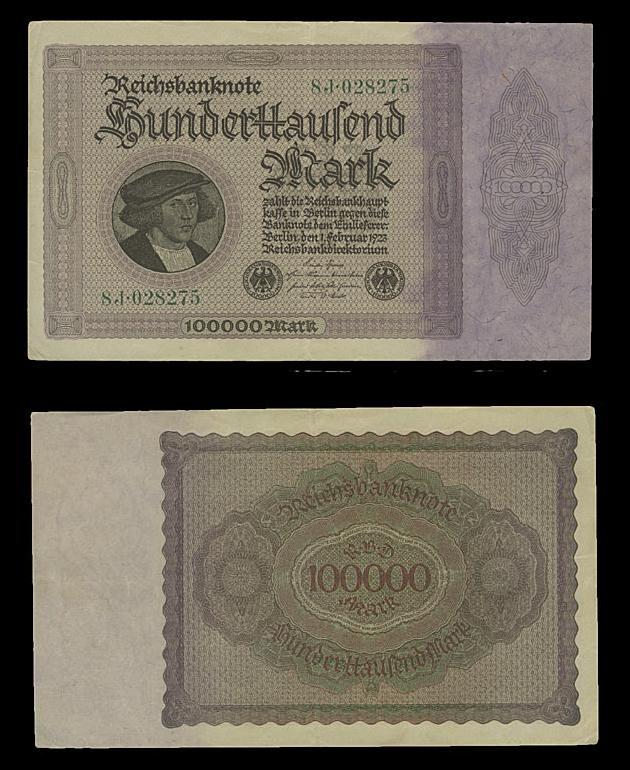 Reichsbanknote
8J·028275
Hunderttausend
Mark
zahlt die Reichsbankhaupt
kasse in Berlin gegen diese
Banknote dem Einlieferer.
Berlin, den 1. Februar 1923
Reichsbankdirektorium
8J·028275
100000 Mark
100000
Reichsbanknote
R·B·D
100000
Mark
Hunderttausend Mark